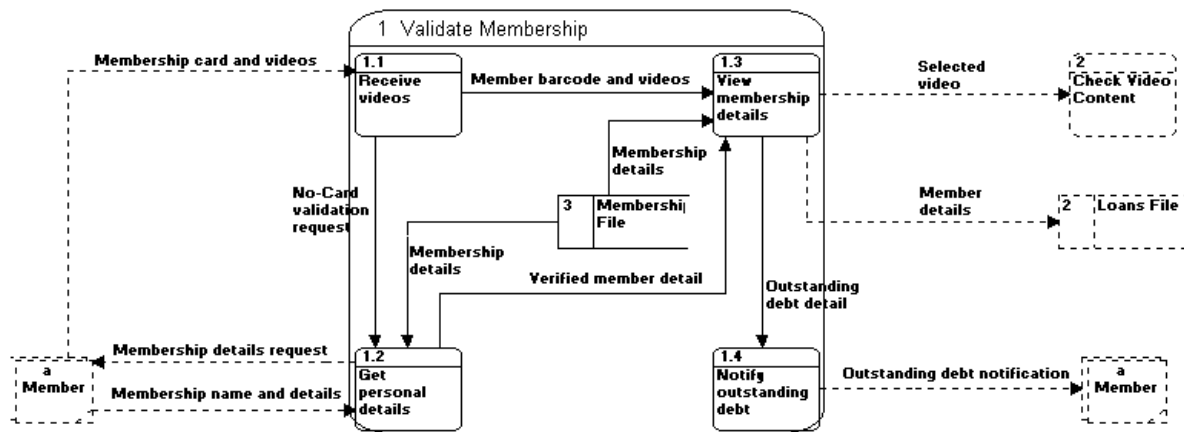 1 Validate Membership
Membership card and videos
1.1
Receive
videos
Member barcode and videos
1.3
View
membership
details
Selected
video
2
Check Video
Content
Membership
details
No-Card
validation
request
3
Membership
File
Member
details
2
Loans File
Membership
details
Verified member detail
Outstanding
debt detail
Membership details request
a
Member
Membership name and details
1.2
Get
personal
details
1.4
Notify
outstanding
debt
Outstanding debt notification
a
Member